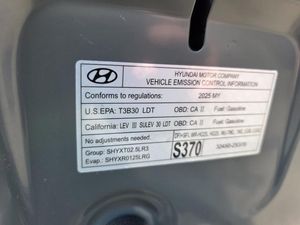 HYUNDAI MOTOR COMPANY
VEHICLE EMISSION CONTROL INFORMATION
Conforms to regulations: 2025 MY
U.S.EPA: T3B30 LDT OBD: CA II Fuel: Gasoline
California: LEV III SULEV 30 LDT OBD: CA II Fuel: Gasoline
No adjustments needed
Group: SHYXT02.5LR3
Evap: SHYXR0125LRG
S370